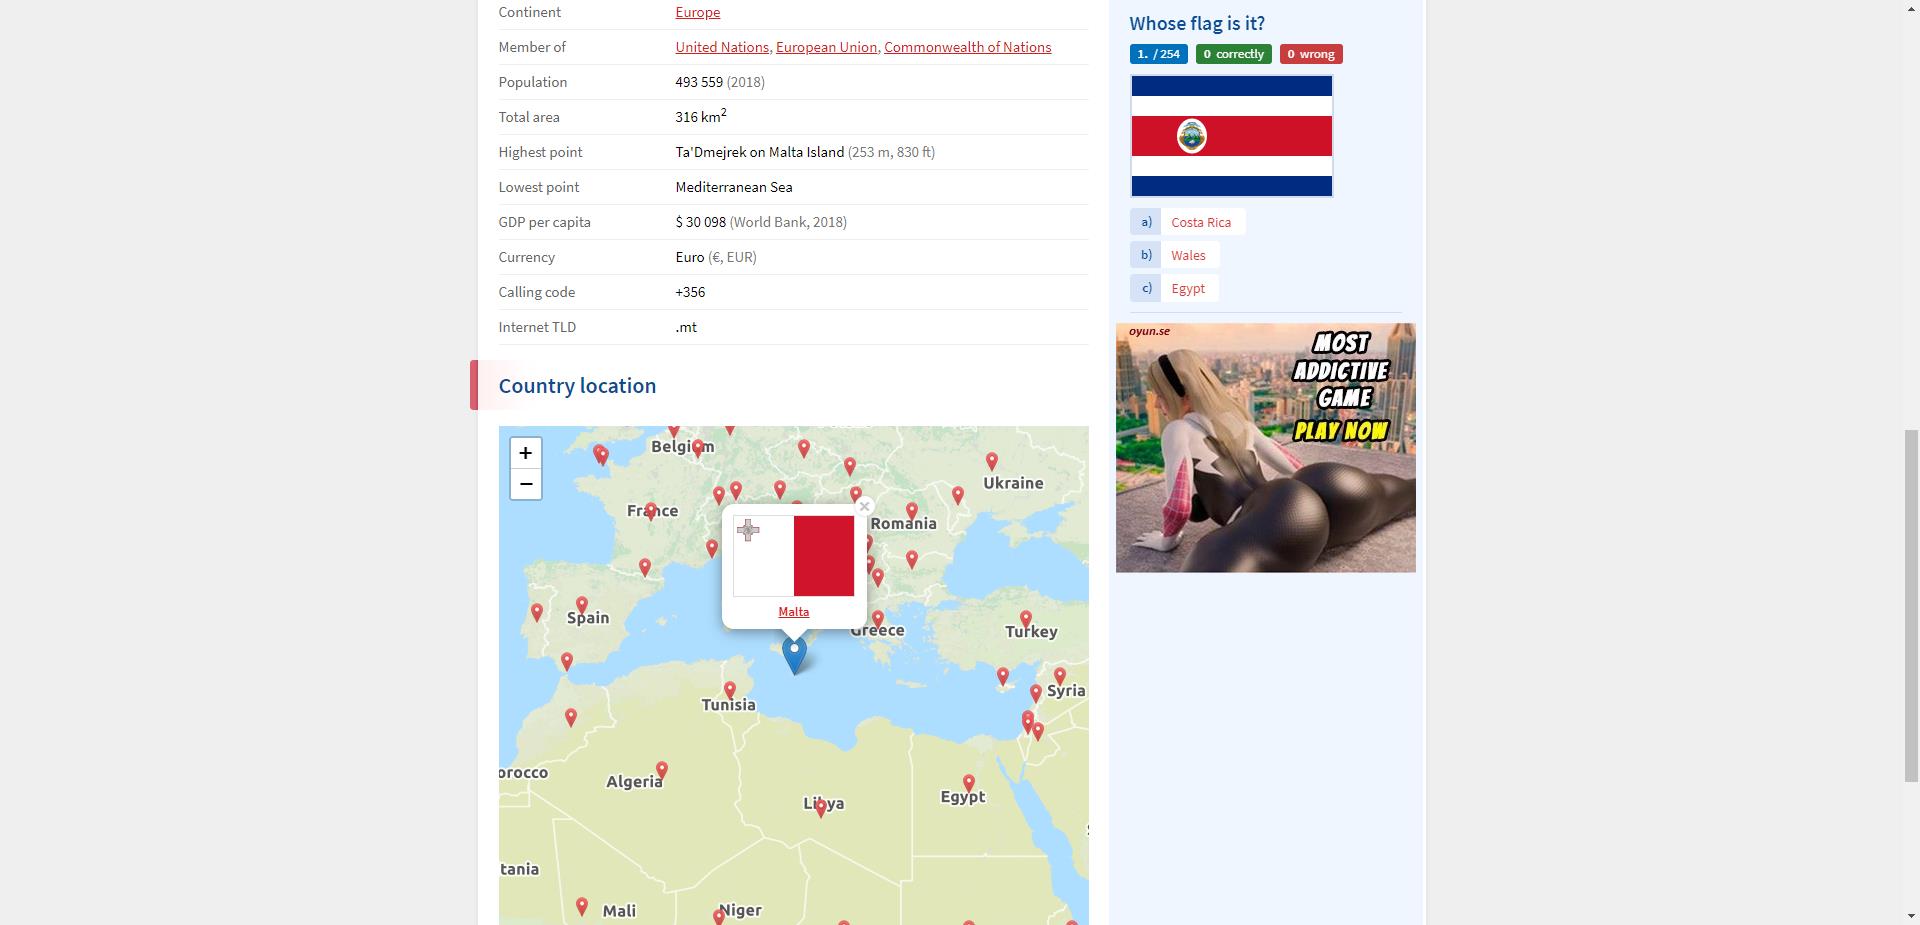 Continent Europe
Member of United Nations, European Union, Commonwealth of Nations
Population 493 559 (2018)
Total area 316 km2
Highest point Ta'Dmejrek on Malta Island (253 m, 830 ft)
Lowest point Mediterranean Sea
GDP per capita $ 30 098 (World Bank, 2018)
Currency Euro (€, EUR)
Calling code +356
Internet TLD .mt
Country location
+
−
Belgium
Ukraine
France
Romania
Malta
Spain
Greece
Turkey
Syria
Tunisia
orocco
Algeria
Libya
Egypt
tania
Mali
Niger
Whose flag is it?
1. / 254 0 correctly 0 wrong
a) Costa Rica
b) Wales
c) Egypt
oyun.se
MOST
ADDICTIVE
GAME
PLAY NOW